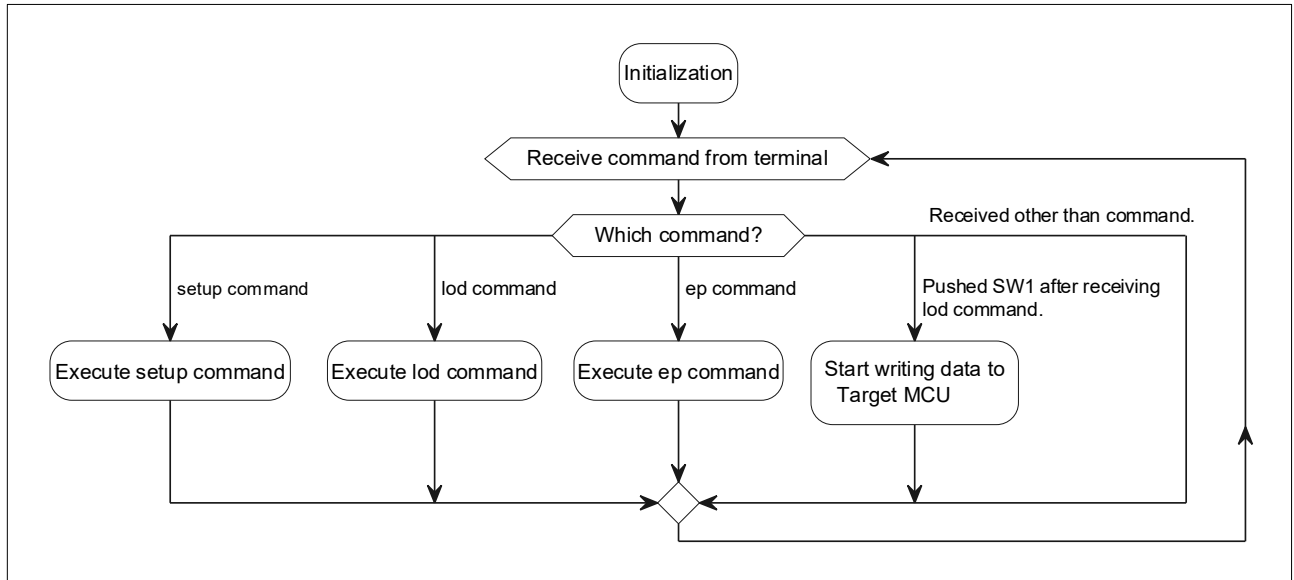 Initialization
Receive command from terminal
Received other than command.
Which command?
setup command
lod command
ep command
Pushed SW1 after receiving
lod command.
Execute setup command
Execute lod command
Execute ep command
Start writing data to
Target MCU